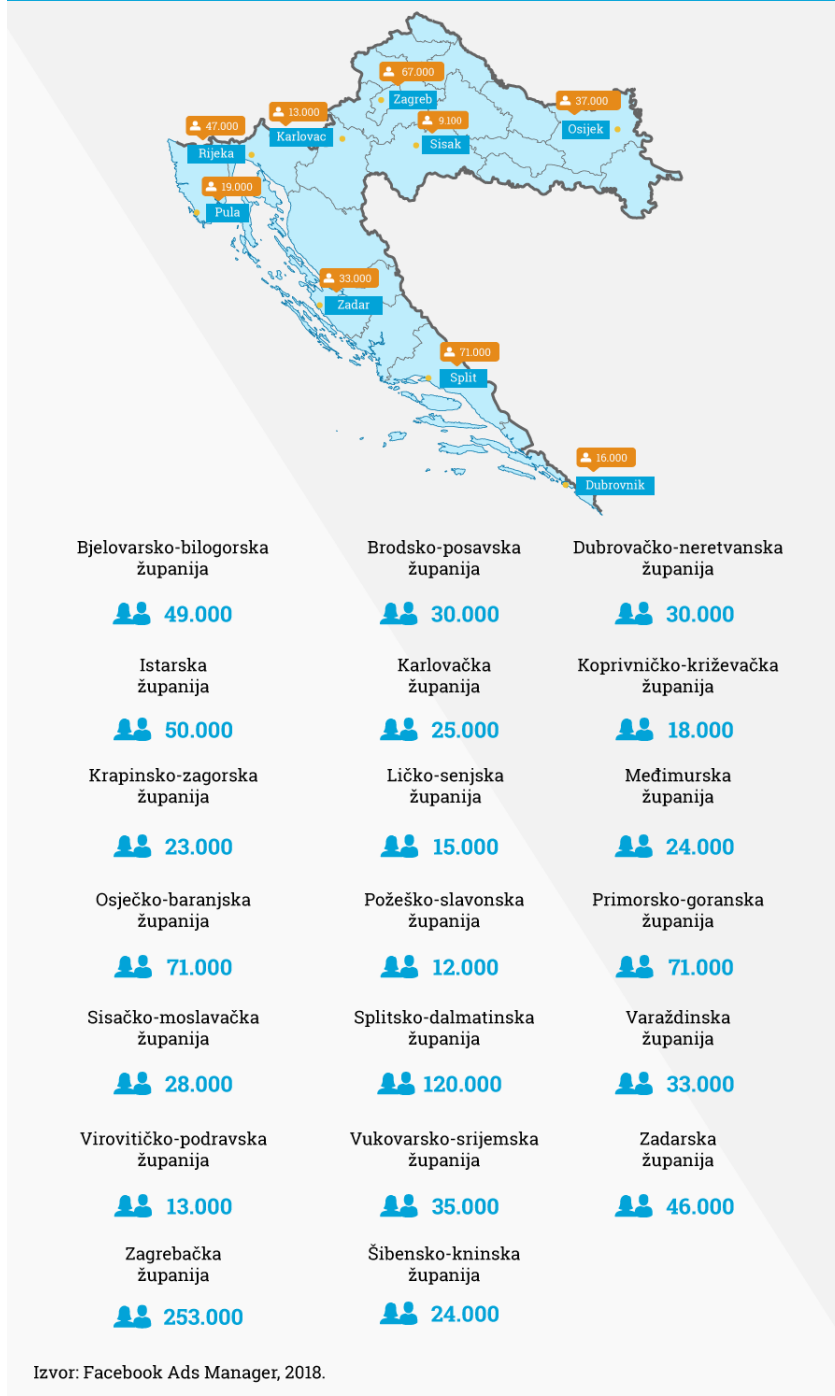 67.000
Zagreb
13.000
Karlovac
37.000
Osijek
9.100
Sisak
47.000
Rijeka
19.000
Pula
33.000
Zadar
71.000
Split
16.000
Dubrovnik
Bjelovarsko-bilogorska
županija
49.000
Brodsko-posavska
županija
30.000
Dubrovačko-neretvanska
županija
30.000
Istarska
županija
50.000
Karlovačka
županija
25.000
Koprivničko-križevačka
županija
18.000
Krapinsko-zagorska
županija
23.000
Ličko-senjska
županija
15.000
Međimurska
županija
24.000
Osječko-baranjska
županija
71.000
Požeško-slavonska
županija
12.000
Primorsko-goranska
županija
71.000
Sisačko-moslavačka
županija
28.000
Splitsko-dalmatinska
županija
120.000
Varaždinska
županija
33.000
Virovitičko-podravska
županija
13.000
Vukovarsko-srijemska
županija
35.000
Zadarska
županija
46.000
Zagrebačka
županija
253.000
Šibensko-kninska
županija
24.000
Izvor: Facebook Ads Manager, 2018.